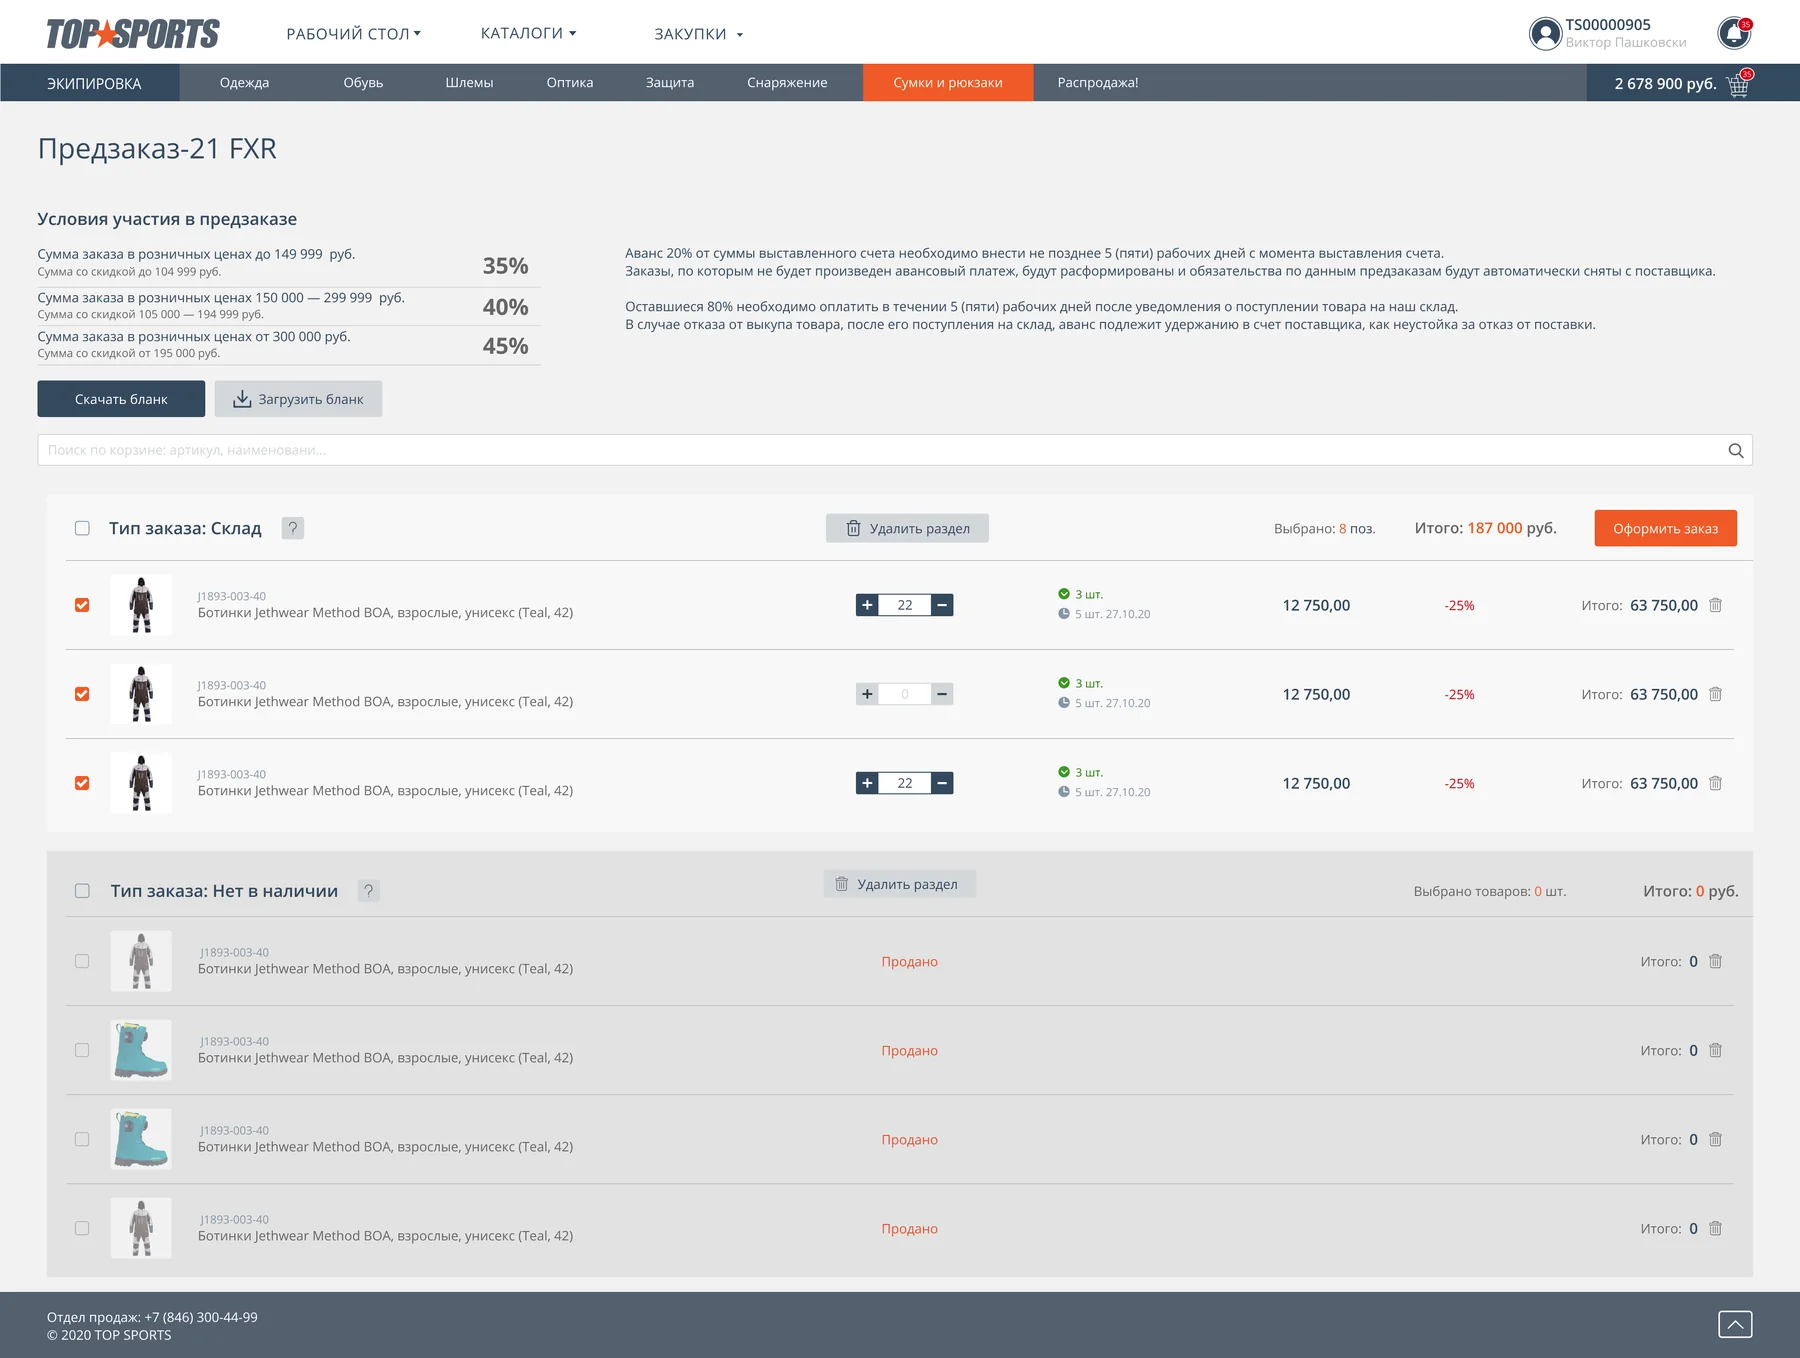 TOP★SPORTS
РАБОЧИЙ СТОЛ
КАТАЛОГИ
ЗАКУПКИ
TS00000905
Виктор Пашковски
35
ЭКИПИРОВКА
Одежда
Обувь
Шлемы
Оптика
Защита
Снаряжение
Сумки и рюкзаки
Распродажа!
2 678 900 руб.
35
Предзаказ-21 FXR
Условия участия в предзаказе
Сумма заказа в розничных ценах до 149 999 руб.
Сумма со скидкой до 104 999 руб.
35%
Сумма заказа в розничных ценах 150 000 — 299 999 руб.
Сумма со скидкой 105 000 — 194 999 руб.
40%
Сумма заказа в розничных ценах от 300 000 руб.
Сумма со скидкой от 195 000 руб.
45%
Аванс 20% от суммы выставленного счета необходимо внести не позднее 5 (пяти) рабочих дней с момента выставления счета.
Заказы, по которым не будет произведен авансовый платеж, будут расформированы и обязательства по данным предзаказам будут автоматически сняты с поставщика.
Оставшиеся 80% необходимо оплатить в течении 5 (пяти) рабочих дней после уведомления о поступлении товара на наш склад.
В случае отказа от выкупа товара, после его поступления на склад, аванс подлежит удержанию в счет поставщика, как неустойка за отказ от поставки.
Скачать бланк
Загрузить бланк
Поиск по корзине: артикул, наименовани...
Тип заказа: Склад
?
Удалить раздел
Выбрано: 8 поз.
Итого: 187 000 руб.
Оформить заказ
J1893-003-40
Ботинки Jethwear Method BOA, взрослые, унисекс (Teal, 42)
+ 22 −
3 шт.
5 шт. 27.10.20
12 750,00
-25%
Итого: 63 750,00
J1893-003-40
Ботинки Jethwear Method BOA, взрослые, унисекс (Teal, 42)
+ 0 −
3 шт.
5 шт. 27.10.20
12 750,00
-25%
Итого: 63 750,00
J1893-003-40
Ботинки Jethwear Method BOA, взрослые, унисекс (Teal, 42)
+ 22 −
3 шт.
5 шт. 27.10.20
12 750,00
-25%
Итого: 63 750,00
Тип заказа: Нет в наличии
?
Удалить раздел
Выбрано товаров: 0 шт.
Итого: 0 руб.
J1893-003-40
Ботинки Jethwear Method BOA, взрослые, унисекс (Teal, 42)
Продано
Итого: 0
J1893-003-40
Ботинки Jethwear Method BOA, взрослые, унисекс (Teal, 42)
Продано
Итого: 0
J1893-003-40
Ботинки Jethwear Method BOA, взрослые, унисекс (Teal, 42)
Продано
Итого: 0
J1893-003-40
Ботинки Jethwear Method BOA, взрослые, унисекс (Teal, 42)
Продано
Итого: 0
Отдел продаж: +7 (846) 300-44-99
© 2020 TOP SPORTS